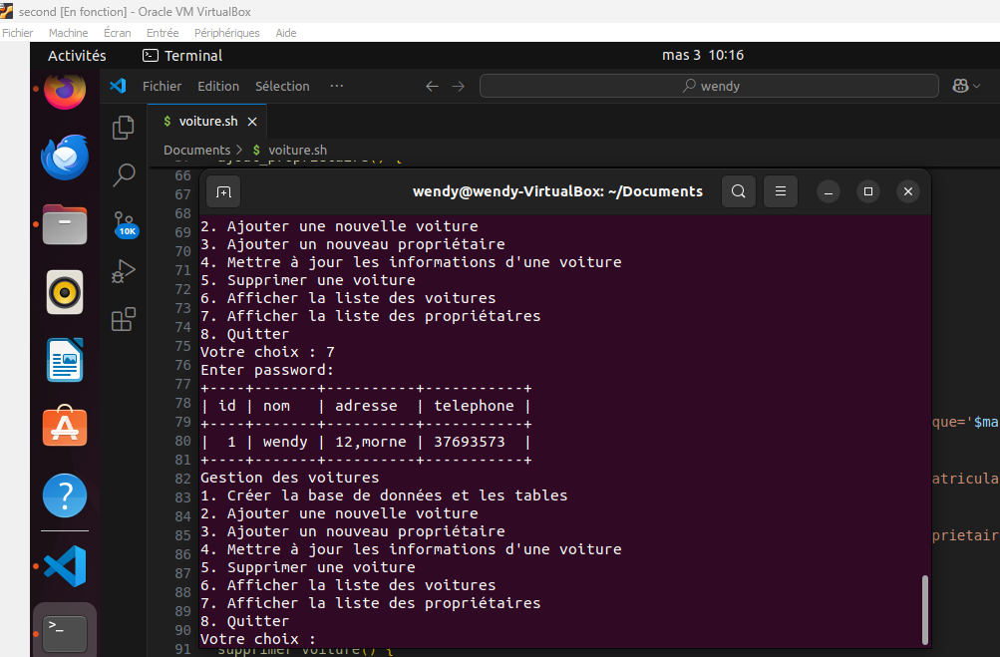 second [En fonction] - Oracle VM VirtualBox
Fichier Machine Écran Entrée Périphériques Aide
Activités Terminal mas 3 10:16
Fichier Edition Sélection ··· wendy
$ voiture.sh
Documents > $ voiture.sh
66
67
68
69
70
71
72
73
74
75
76
77
78
79
80
81
82
83
84
85
86
87
88
89
90
91
10K
wendy@wendy-VirtualBox: ~/Documents
2. Ajouter une nouvelle voiture
3. Ajouter un nouveau propriétaire
4. Mettre à jour les informations d'une voiture
5. Supprimer une voiture
6. Afficher la liste des voitures
7. Afficher la liste des propriétaires
8. Quitter
Votre choix : 7
Enter password:
+----+-------+----------+-----------+
| id | nom   | adresse  | telephone |
+----+-------+----------+-----------+
|  1 | wendy | 12,morne | 37693573  |
+----+-------+----------+-----------+
Gestion des voitures
1. Créer la base de données et les tables
2. Ajouter une nouvelle voiture
3. Ajouter un nouveau propriétaire
4. Mettre à jour les informations d'une voiture
5. Supprimer une voiture
6. Afficher la liste des voitures
7. Afficher la liste des propriétaires
8. Quitter
Votre choix :
que='$ma
atricula
prietair
>_